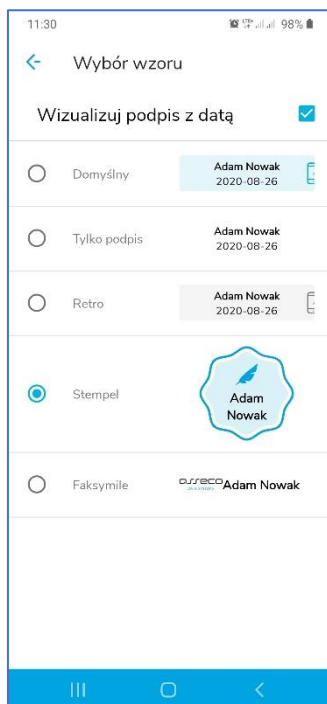 11:30 98%
Wybór wzoru
Wizualizuj podpis z datą
Domyślny
Adam Nowak
2020-08-26
Tylko podpis
Adam Nowak
2020-08-26
Retro
Adam Nowak
2020-08-26
Stempel
Adam
Nowak
Faksymile
asseco Adam Nowak